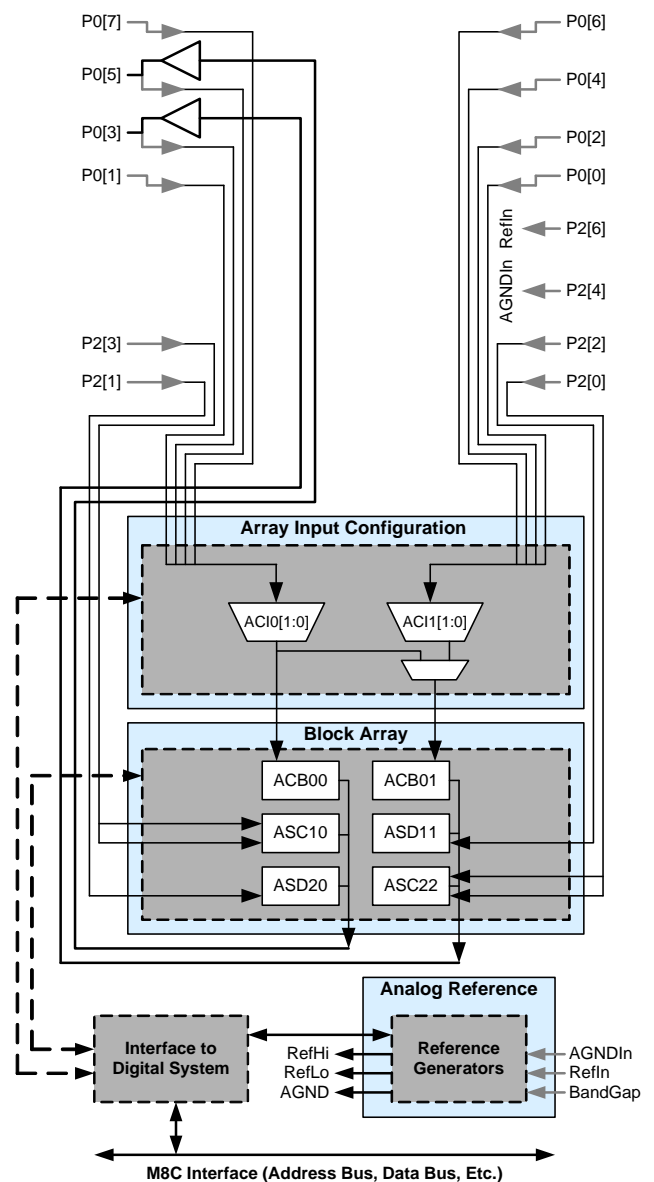 P0[7]
P0[6]
P0[5]
P0[4]
P0[3]
P0[2]
P0[1]
P0[0]
AGNDIn RefIn
P2[6]
P2[4]
P2[3]
P2[2]
P2[1]
P2[0]
Array Input Configuration
ACI0[1:0]
ACI1[1:0]
Block Array
ACB00
ACB01
ASC10
ASD11
ASD20
ASC22
Analog Reference
Interface to
Digital System
RefHi
RefLo
AGND
Reference
Generators
AGNDIn
RefIn
BandGap
M8C Interface (Address Bus, Data Bus, Etc.)